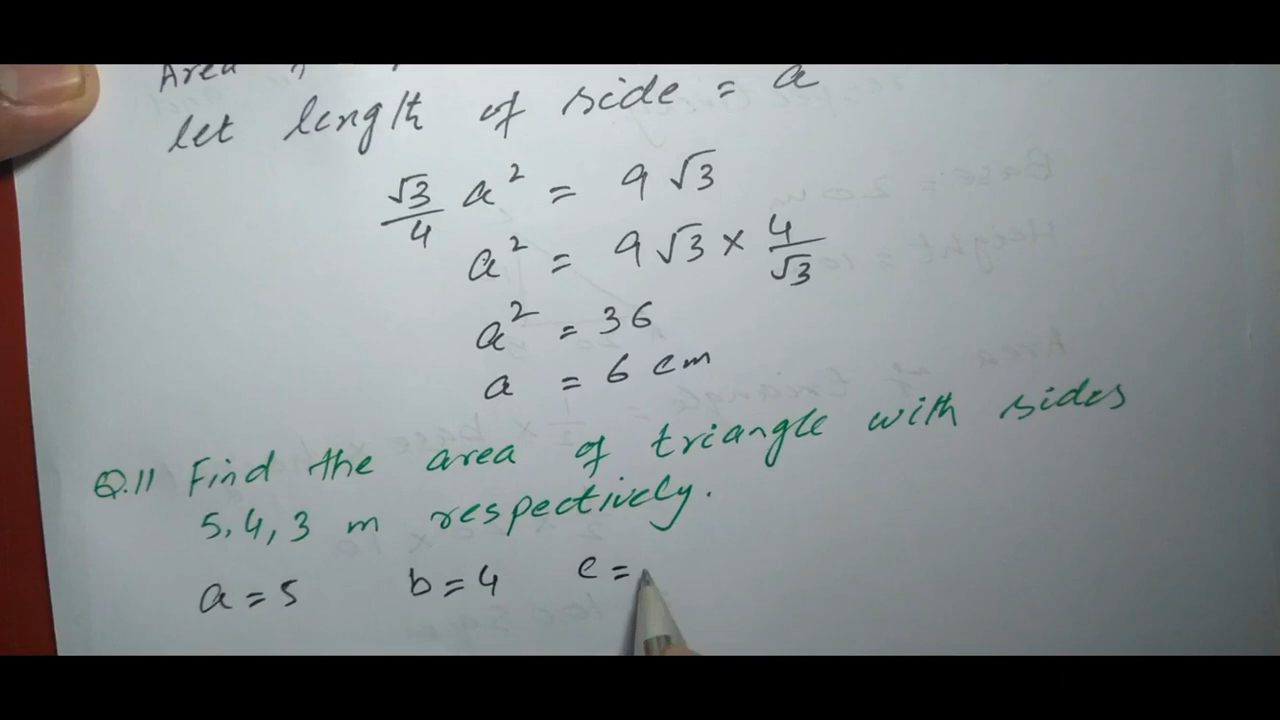 Area
let length of side = a
√3/4 a² = 9√3
a² = 9√3 × 4/√3
a² = 36
a = 6 cm
Q.11 Find the area of triangle with sides
5, 4, 3 m respectively.
a = 5 b = 4 c =